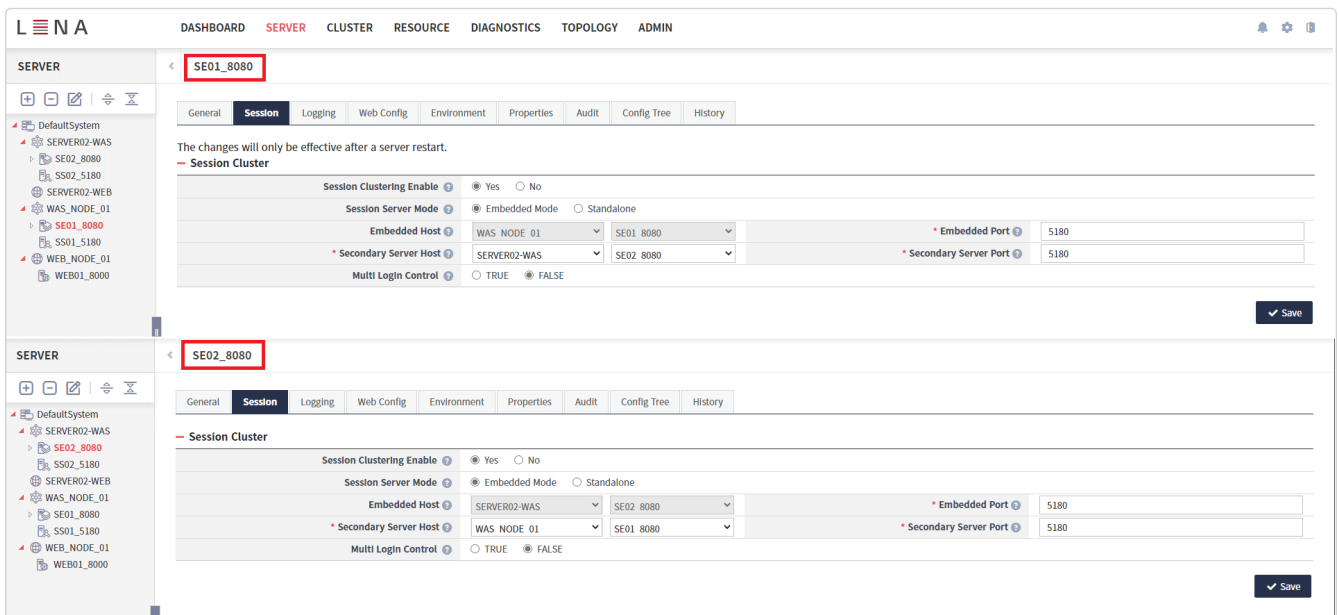 LENA DASHBOARD SERVER CLUSTER RESOURCE DIAGNOSTICS TOPOLOGY ADMIN
SERVER
SE01_8080
General Session Logging Web Config Environment Properties Audit Config Tree History
DefaultSystem
SERVER02-WAS
SE02_8080
SS02_5180
SERVER02-WEB
WAS_NODE_01
SE01_8080
SS01_5180
WEB_NODE_01
WEB01_8000
The changes will only be effective after a server restart.
Session Cluster
Session Clustering Enable ? Yes No
Session Server Mode ? Embedded Mode Standalone
Embedded Host ? WAS_NODE_01 SE01_8080 * Embedded Port ? 5180
* Secondary Server Host ? SERVER02-WAS SE02_8080 * Secondary Server Port ? 5180
Multi Login Control ? TRUE FALSE
Save
SERVER
SE02_8080
General Session Logging Web Config Environment Properties Audit Config Tree History
DefaultSystem
SERVER02-WAS
SE02_8080
SS02_5180
SERVER02-WEB
WAS_NODE_01
SE01_8080
SS01_5180
WEB_NODE_01
WEB01_8000
Session Cluster
Session Clustering Enable ? Yes No
Session Server Mode ? Embedded Mode Standalone
Embedded Host ? SERVER02-WAS SE02_8080 * Embedded Port ? 5180
* Secondary Server Host ? WAS_NODE_01 SE01_8080 * Secondary Server Port ? 5180
Multi Login Control ? TRUE FALSE
Save